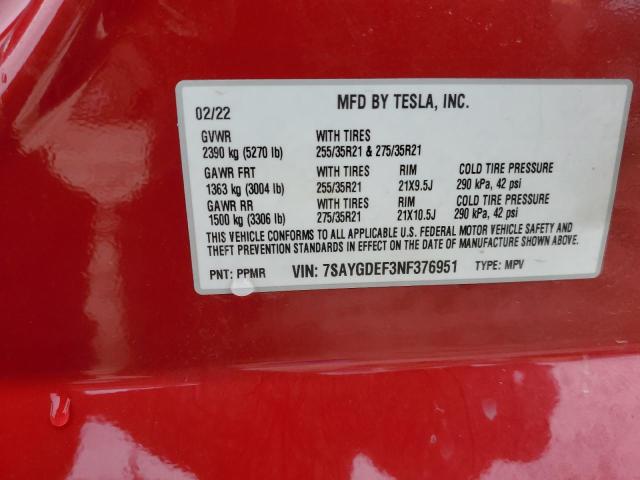 02/22 MFD BY TESLA, INC.
GVWR WITH TIRES
2390 kg (5270 lb) 255/35R21 & 275/35R21
GAWR FRT WITH TIRES RIM COLD TIRE PRESSURE
1363 kg (3004 lb) 255/35R21 21X9.5J 290 kPa, 42 psi
GAWR RR WITH TIRES RIM COLD TIRE PRESSURE
1500 kg (3306 lb) 275/35R21 21X10.5J 290 kPa, 42 psi
THIS VEHICLE CONFORMS TO ALL APPLICABLE U.S. FEDERAL MOTOR VEHICLE SAFETY AND
THEFT PREVENTION STANDARDS IN EFFECT ON THE DATE OF MANUFACTURE SHOWN ABOVE.
PNT: PPMR VIN: 7SAYGDEF3NF376951 TYPE: MPV